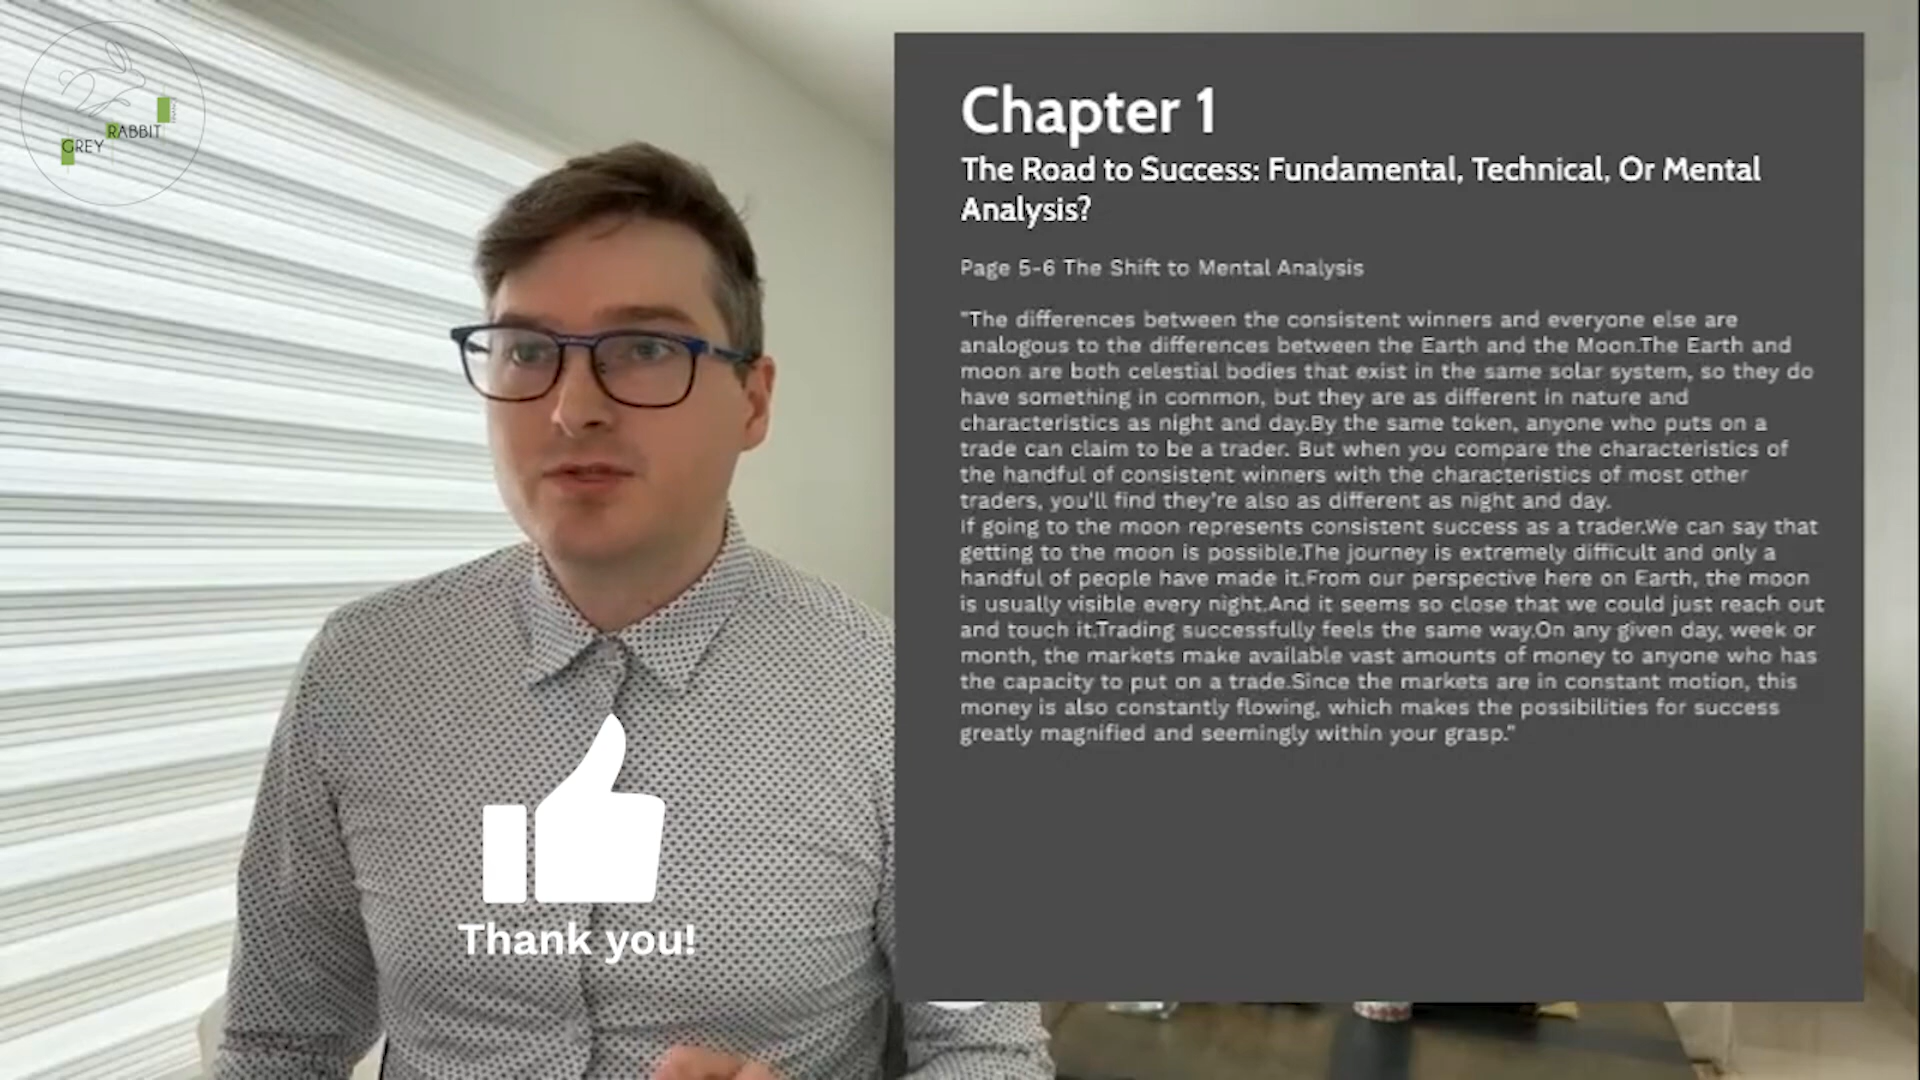 GREY RABBIT
Chapter 1
The Road to Success: Fundamental, Technical, Or Mental
Analysis?
Page 5-6 The Shift to Mental Analysis
"The differences between the consistent winners and everyone else are
analogous to the differences between the Earth and the Moon.The Earth and
moon are both celestial bodies that exist in the same solar system, so they do
have something in common, but they are as different in nature and
characteristics as night and day.By the same token, anyone who puts on a
trade can claim to be a trader. But when you compare the characteristics of
the handful of consistent winners with the characteristics of most other
traders, you'll find they're also as different as night and day.
If going to the moon represents consistent success as a trader.We can say that
getting to the moon is possible.The journey is extremely difficult and only a
handful of people have made it.From our perspective here on Earth, the moon
is usually visible every night.And it seems so close that we could just reach out
and touch it.Trading successfully feels the same way.On any given day, week or
month, the markets make available vast amounts of money to anyone who has
the capacity to put on a trade.Since the markets are in constant motion, this
money is also constantly flowing, which makes the possibilities for success
greatly magnified and seemingly within your grasp."
Thank you!